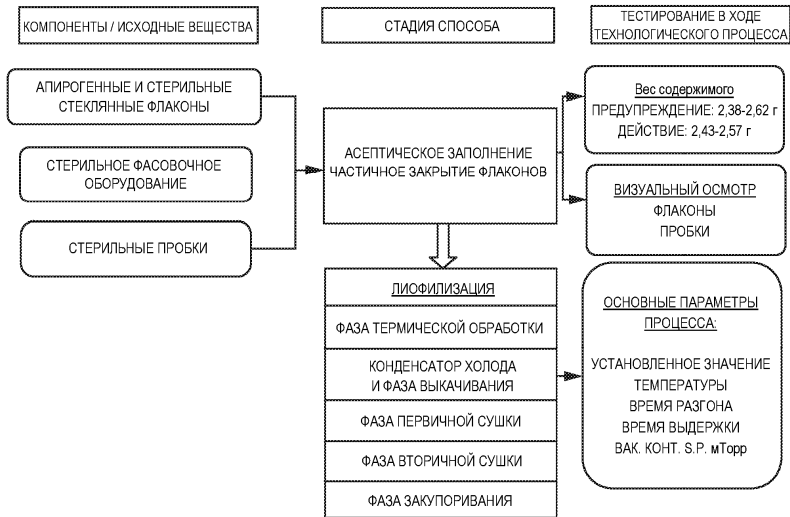 КОМПОНЕНТЫ / ИСХОДНЫЕ ВЕЩЕСТВА
СТАДИЯ СПОСОБА
ТЕСТИРОВАНИЕ В ХОДЕ
ТЕХНОЛОГИЧЕСКОГО ПРОЦЕССА
АПИРОГЕННЫЕ И СТЕРИЛЬНЫЕ
СТЕКЛЯННЫЕ ФЛАКОНЫ
СТЕРИЛЬНОЕ ФАСОВОЧНОЕ
ОБОРУДОВАНИЕ
СТЕРИЛЬНЫЕ ПРОБКИ
АСЕПТИЧЕСКОЕ ЗАПОЛНЕНИЕ
ЧАСТИЧНОЕ ЗАКРЫТИЕ ФЛАКОНОВ
Вес содержимого
ПРЕДУПРЕЖДЕНИЕ: 2,38-2,62 г
ДЕЙСТВИЕ: 2,43-2,57 г
ВИЗУАЛЬНЫЙ ОСМОТР
ФЛАКОНЫ
ПРОБКИ
ЛИОФИЛИЗАЦИЯ
ФАЗА ТЕРМИЧЕСКОЙ ОБРАБОТКИ
КОНДЕНСАТОР ХОЛОДА
И ФАЗА ВЫКАЧИВАНИЯ
ФАЗА ПЕРВИЧНОЙ СУШКИ
ФАЗА ВТОРИЧНОЙ СУШКИ
ФАЗА ЗАКУПОРИВАНИЯ
ОСНОВНЫЕ ПАРАМЕТРЫ
ПРОЦЕССА:
УСТАНОВЛЕННОЕ ЗНАЧЕНИЕ
ТЕМПЕРАТУРЫ
ВРЕМЯ РАЗГОНА
ВРЕМЯ ВЫДЕРЖКИ
ВАК. КОНТ. S.P. мТорр